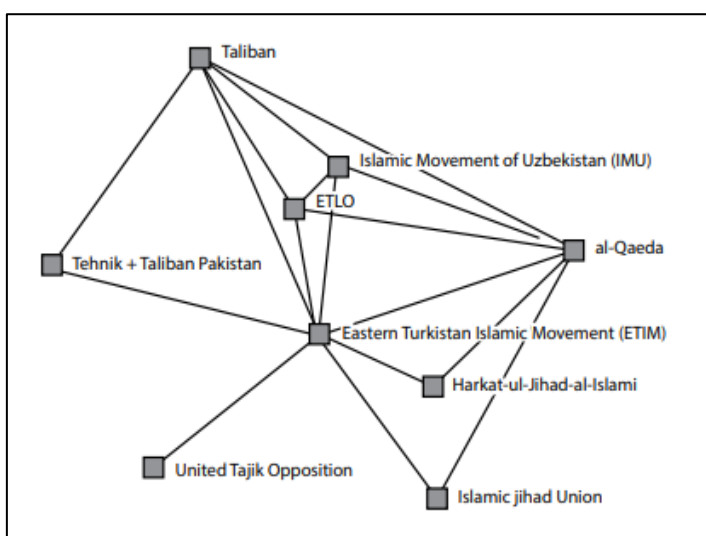 Taliban
Islamic Movement of Uzbekistan (IMU)
ETLO
al-Qaeda
Tehnik + Taliban Pakistan
Eastern Turkistan Islamic Movement (ETIM)
Harkat-ul-Jihad-al-Islami
United Tajik Opposition
Islamic jihad Union